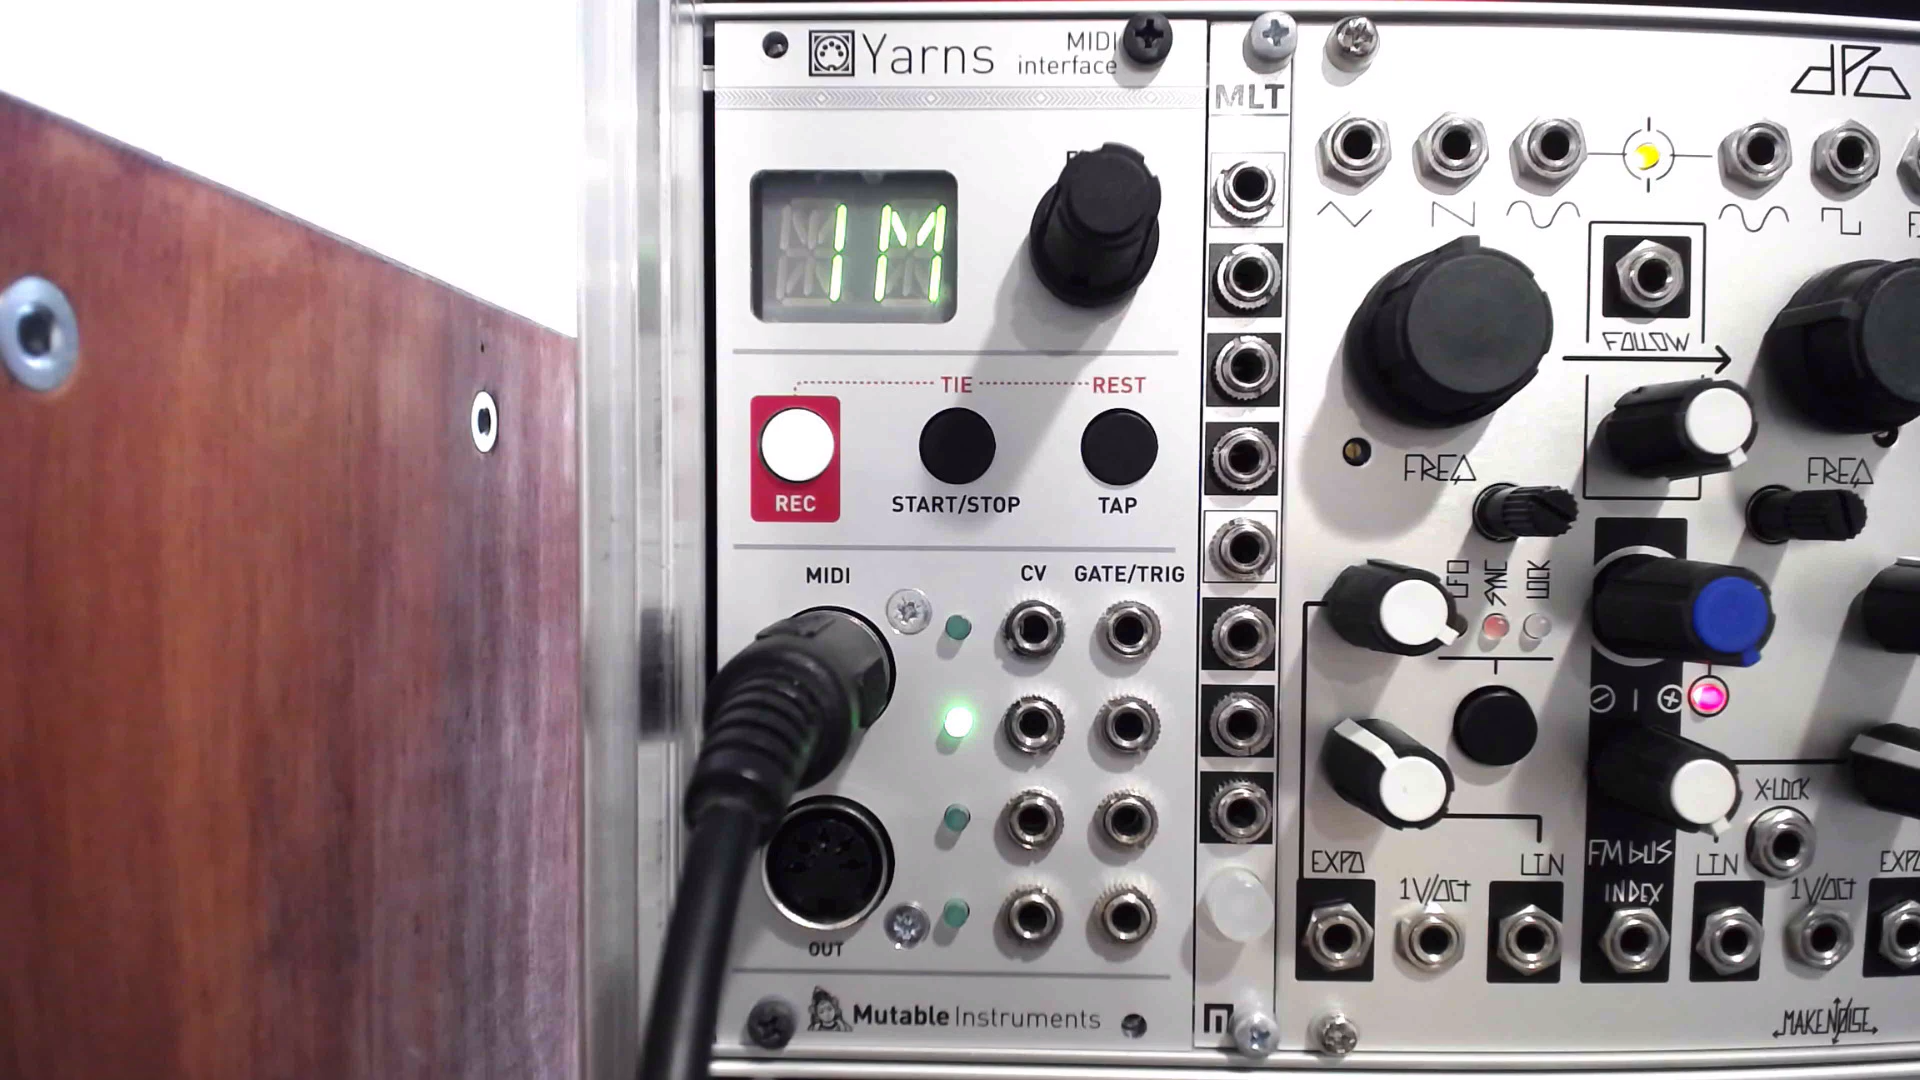 Yarns
MIDI
interface
1M
TIE
REST
REC
START/STOP
TAP
MIDI
CV
GATE/TRIG
OUT
Mutable Instruments
MLT
dPO
FOLLOW
FREQ
FREQ
LFO
SYNC
LOCK
X-LOCK
EXPO
1V/OCT
LIN
FM bUS
INDEX
LIN
1V/OCT
EXPO
MAKENOISE